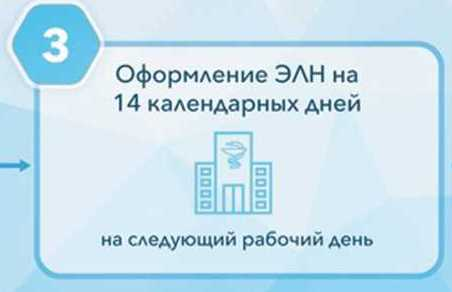 3
Оформление ЭЛН на
14 календарных дней
на следующий рабочий день